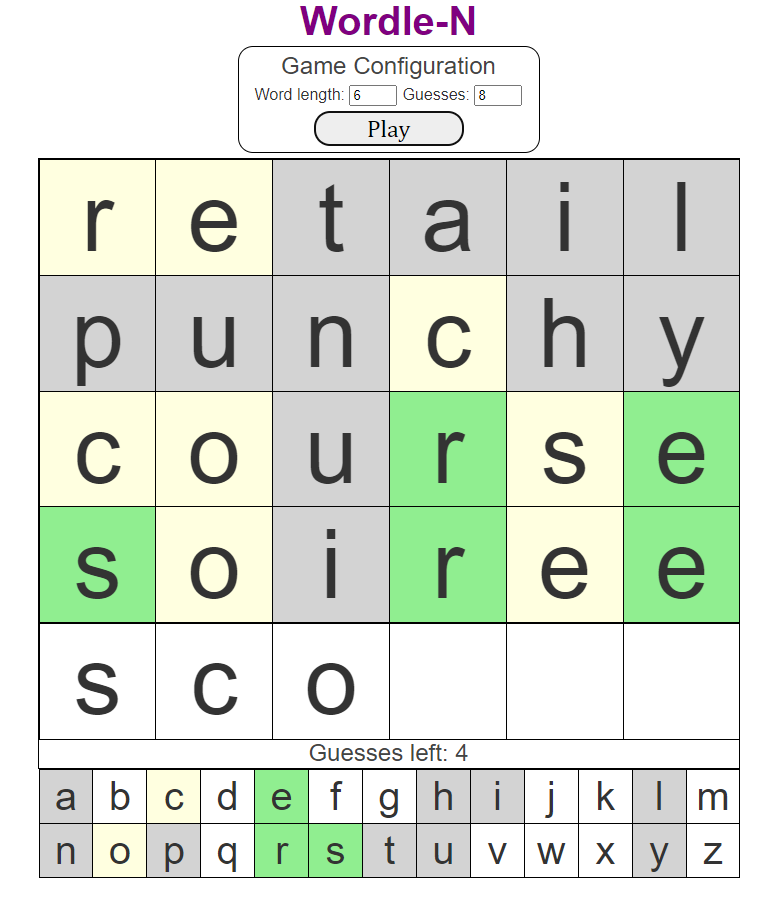 Wordle-N
Game Configuration
Word length: 6 Guesses: 8
Play
r e t a i l
p u n c h y
c o u r s e
s o i r e e
s c o
Guesses left: 4
a b c d e f g h i j k l m
n o p q r s t u v w x y z